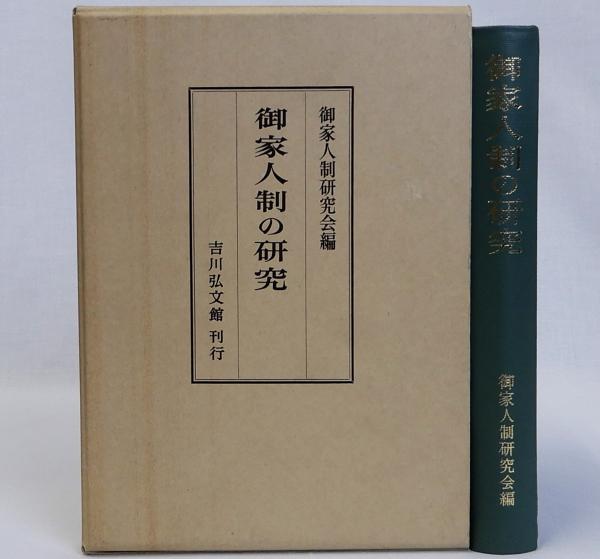 御家人制研究会編
御家人制の研究
吉川弘文館 刊行
御家人制の研究
御家人制研究会編